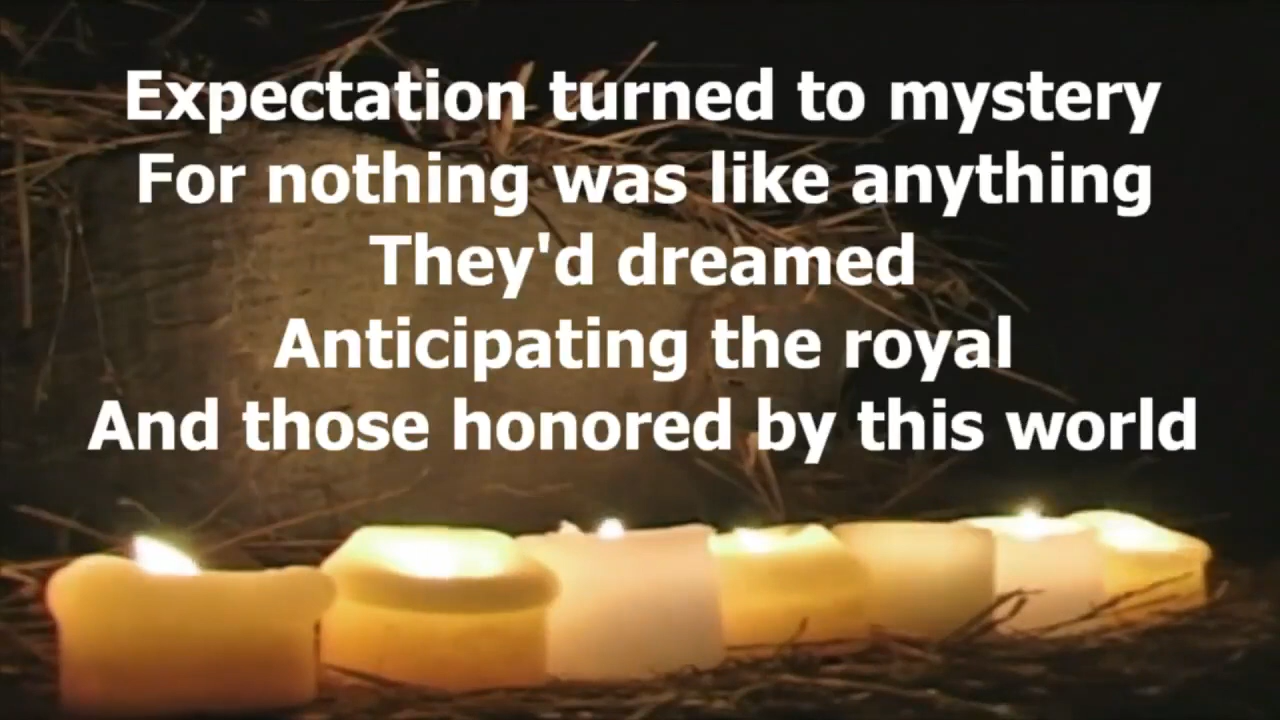 Expectation turned to mystery
For nothing was like anything
They'd dreamed
Anticipating the royal
And those honored by this world